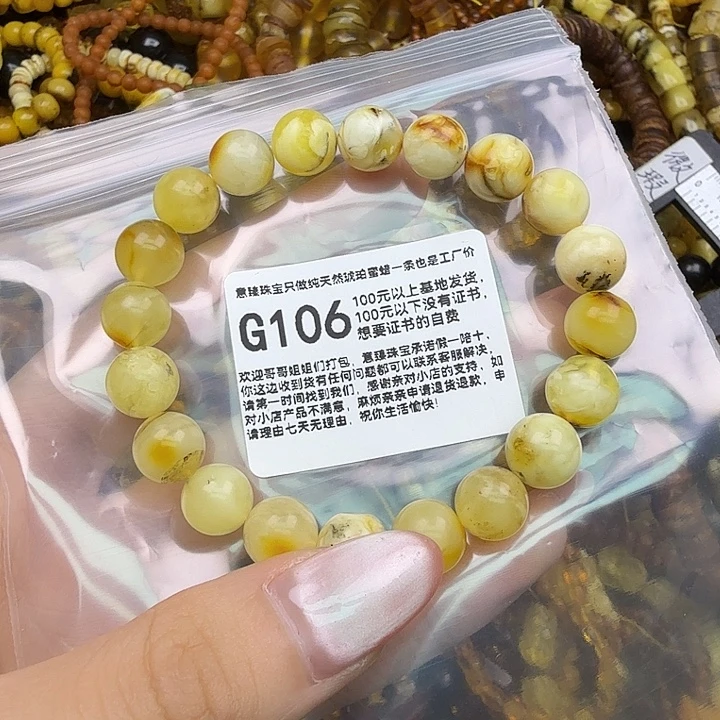 意臻珠宝只做纯天然琥珀蜜蜡一条也是工厂价
G106
100元以上基地发货，
100元以下没有证书，
想要证书的自费
欢迎哥哥姐姐们打包，意臻珠宝承诺假一陪十，
你这边收到货有任何问题都可以联系客服解决，
请第一时间找到我们，感谢亲对小店的支持，如
对小店产品不满意，麻烦亲亲申请退货退款，申
请理由七天无理由，祝你生活愉快！
微
瑕